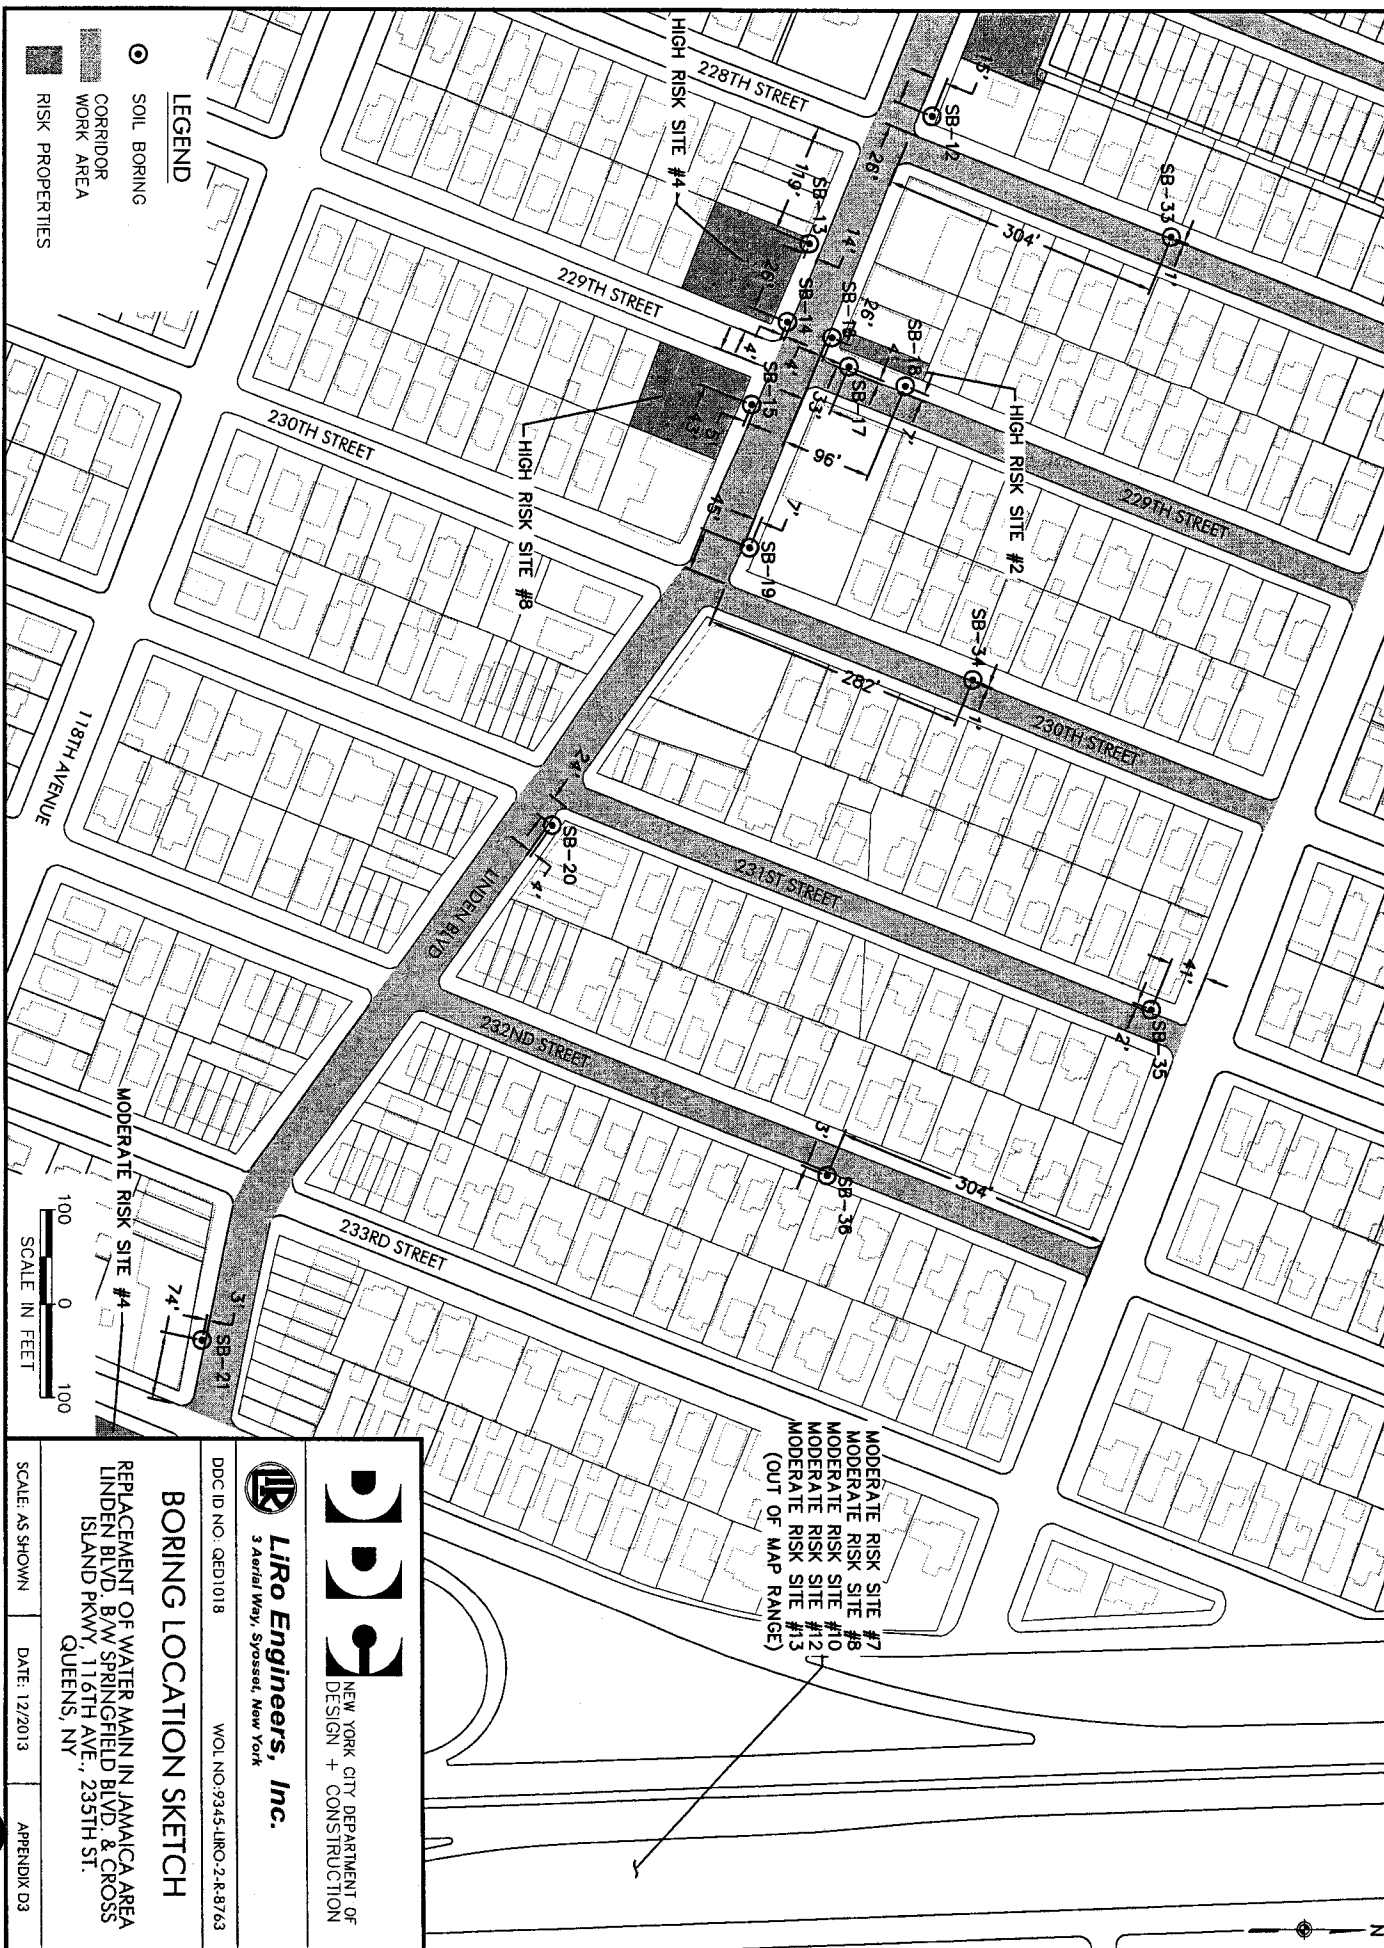 LEGEND
SOIL BORING
CORRIDOR
WORK AREA
RISK PROPERTIES
HIGH RISK SITE #4
228TH STREET
15'
SB-12
26'
SB-33
1'
304'
119'
SB-13
14'
26'
SB-14
4'
4'
SB-16
26'
4'
SB-18
7'
SB-17
33'
96'
HIGH RISK SITE #2
229TH STREET
229TH STREET
SB-15
5'
43'
HIGH RISK SITE #8
230TH STREET
45'
7'
SB-19
SB-34
1'
282'
230TH STREET
118TH AVENUE
24'
SB-20
4'
LINDEN BLVD
231ST STREET
41'
SB-35
2'
232ND STREET
3'
SB-36
304'
233RD STREET
MODERATE RISK SITE #4
74'
3'
SB-21
100 0 100
SCALE IN FEET
MODERATE RISK SITE #7
MODERATE RISK SITE #8
MODERATE RISK SITE #10
MODERATE RISK SITE #12
MODERATE RISK SITE #13
(OUT OF MAP RANGE)
N
DDC
NEW YORK CITY DEPARTMENT OF
DESIGN + CONSTRUCTION
LiRo Engineers, Inc.
3 Aerial Way, Syosset, New York
DDC ID NO: QED1018 WOL NO:9345-LIRO-2-R-8763
BORING LOCATION SKETCH
REPLACEMENT OF WATER MAIN IN JAMAICA AREA
LINDEN BLVD. B/W SPRINGFIELD BLVD. & CROSS
ISLAND PKWY, 116TH AVE., 235TH ST.
QUEENS, NY
SCALE: AS SHOWN DATE: 12/2013 APPENDIX D3